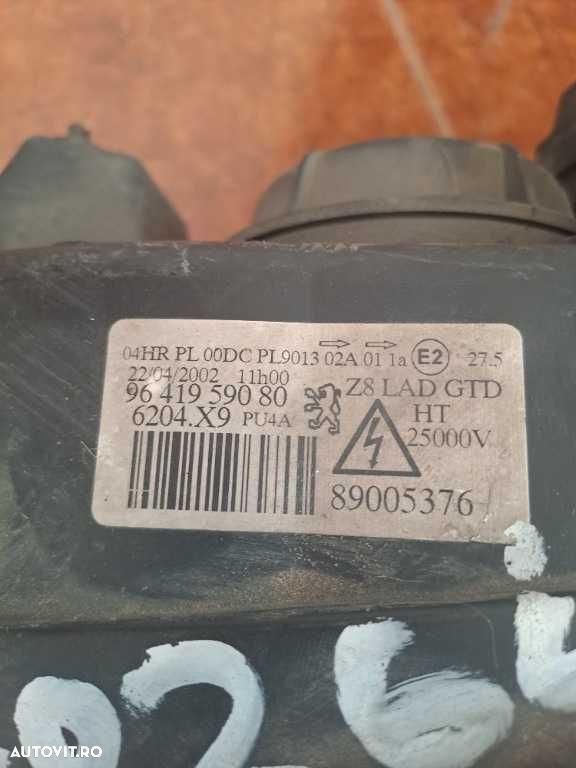 04HR PL 00DC PL9013 02A 01 1a E2 27.5
22/04/2002 11h00
96 419 590 80 Z8 LAD GTD
6204.X9 PU4A HT
25000V
89005376
AUTOVIT.RO